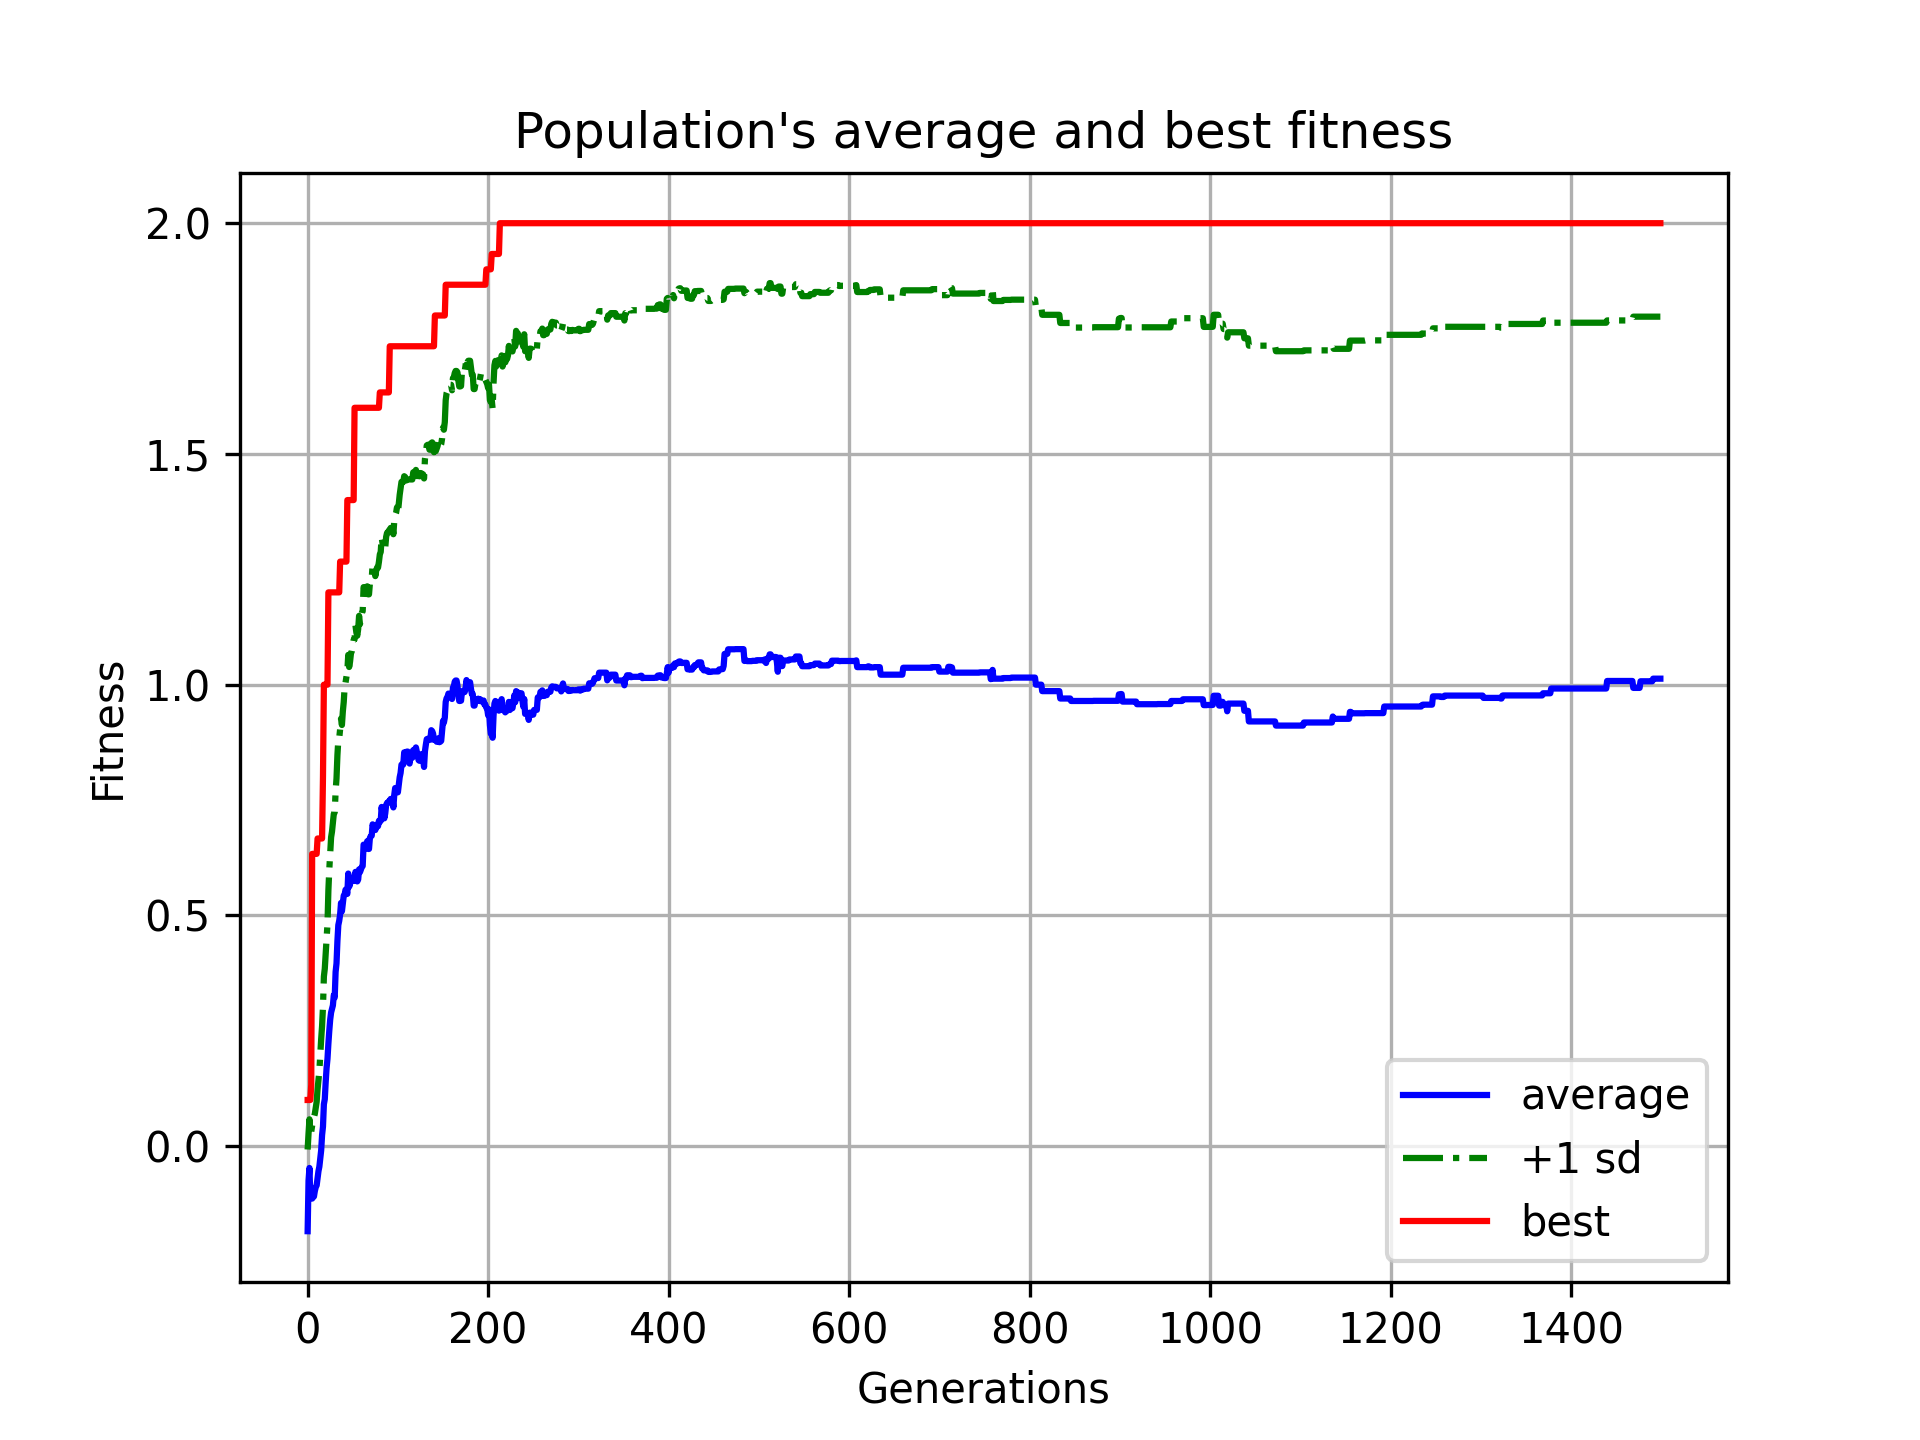 Population's average and best fitness
2.0
1.5
1.0
0.5
0.0
Fitness
average
+1 sd
best
0 200 400 600 800 1000 1200 1400
Generations